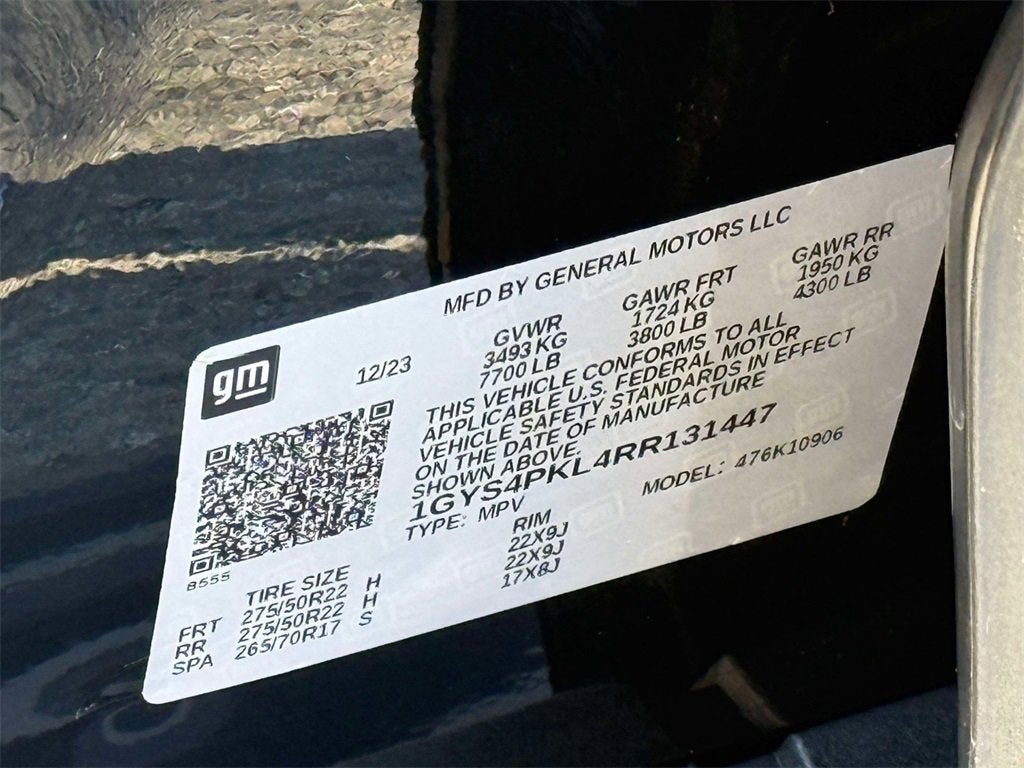 MFD BY GENERAL MOTORS LLC
gm
12/23
GVWR GAWR FRT GAWR RR
3493 KG 1724 KG 1950 KG
7700 LB 3800 LB 4300 LB
THIS VEHICLE CONFORMS TO ALL
APPLICABLE U.S. FEDERAL MOTOR
VEHICLE SAFETY STANDARDS IN EFFECT
ON THE DATE OF MANUFACTURE
SHOWN ABOVE.
1GYS4PKL4RR131447
TYPE: MPV MODEL: 476K10906
8555
TIRE SIZE RIM
FRT 275/50R22 H 22X9J
RR 275/50R22 H 22X9J
SPA 265/70R17 S 17X8J